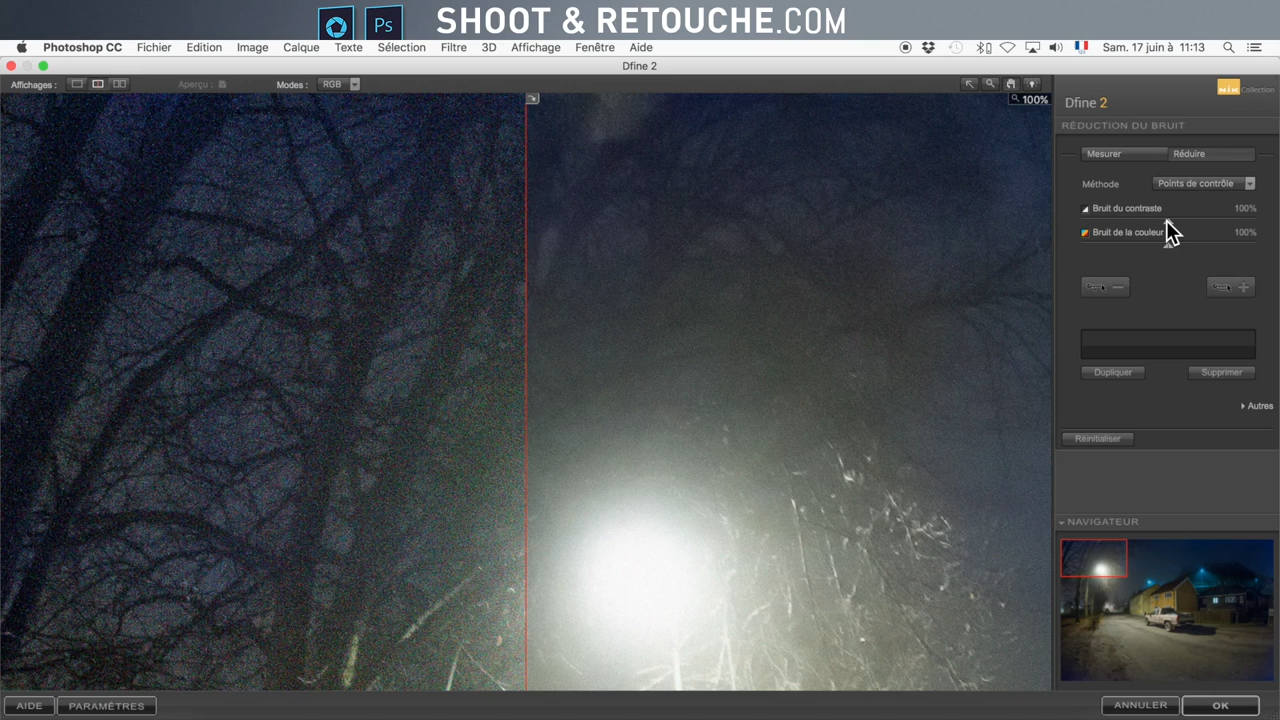 Ps SHOOT & RETOUCHE.COM
Photoshop CC Fichier Edition Image Calque Texte Sélection Filtre 3D Affichage Fenêtre Aide Sam. 17 juin à 11:13
Dfine 2
Affichages : Aperçu : Modes : RGB
100%
Nik Collection
Dfine 2
RÉDUCTION DU BRUIT
Mesurer Réduire
Méthode Points de contrôle
Bruit du contraste 100%
Bruit de la couleur 100%
Dupliquer Supprimer
Autres
Réinitialiser
NAVIGATEUR
AIDE PARAMÈTRES ANNULER OK